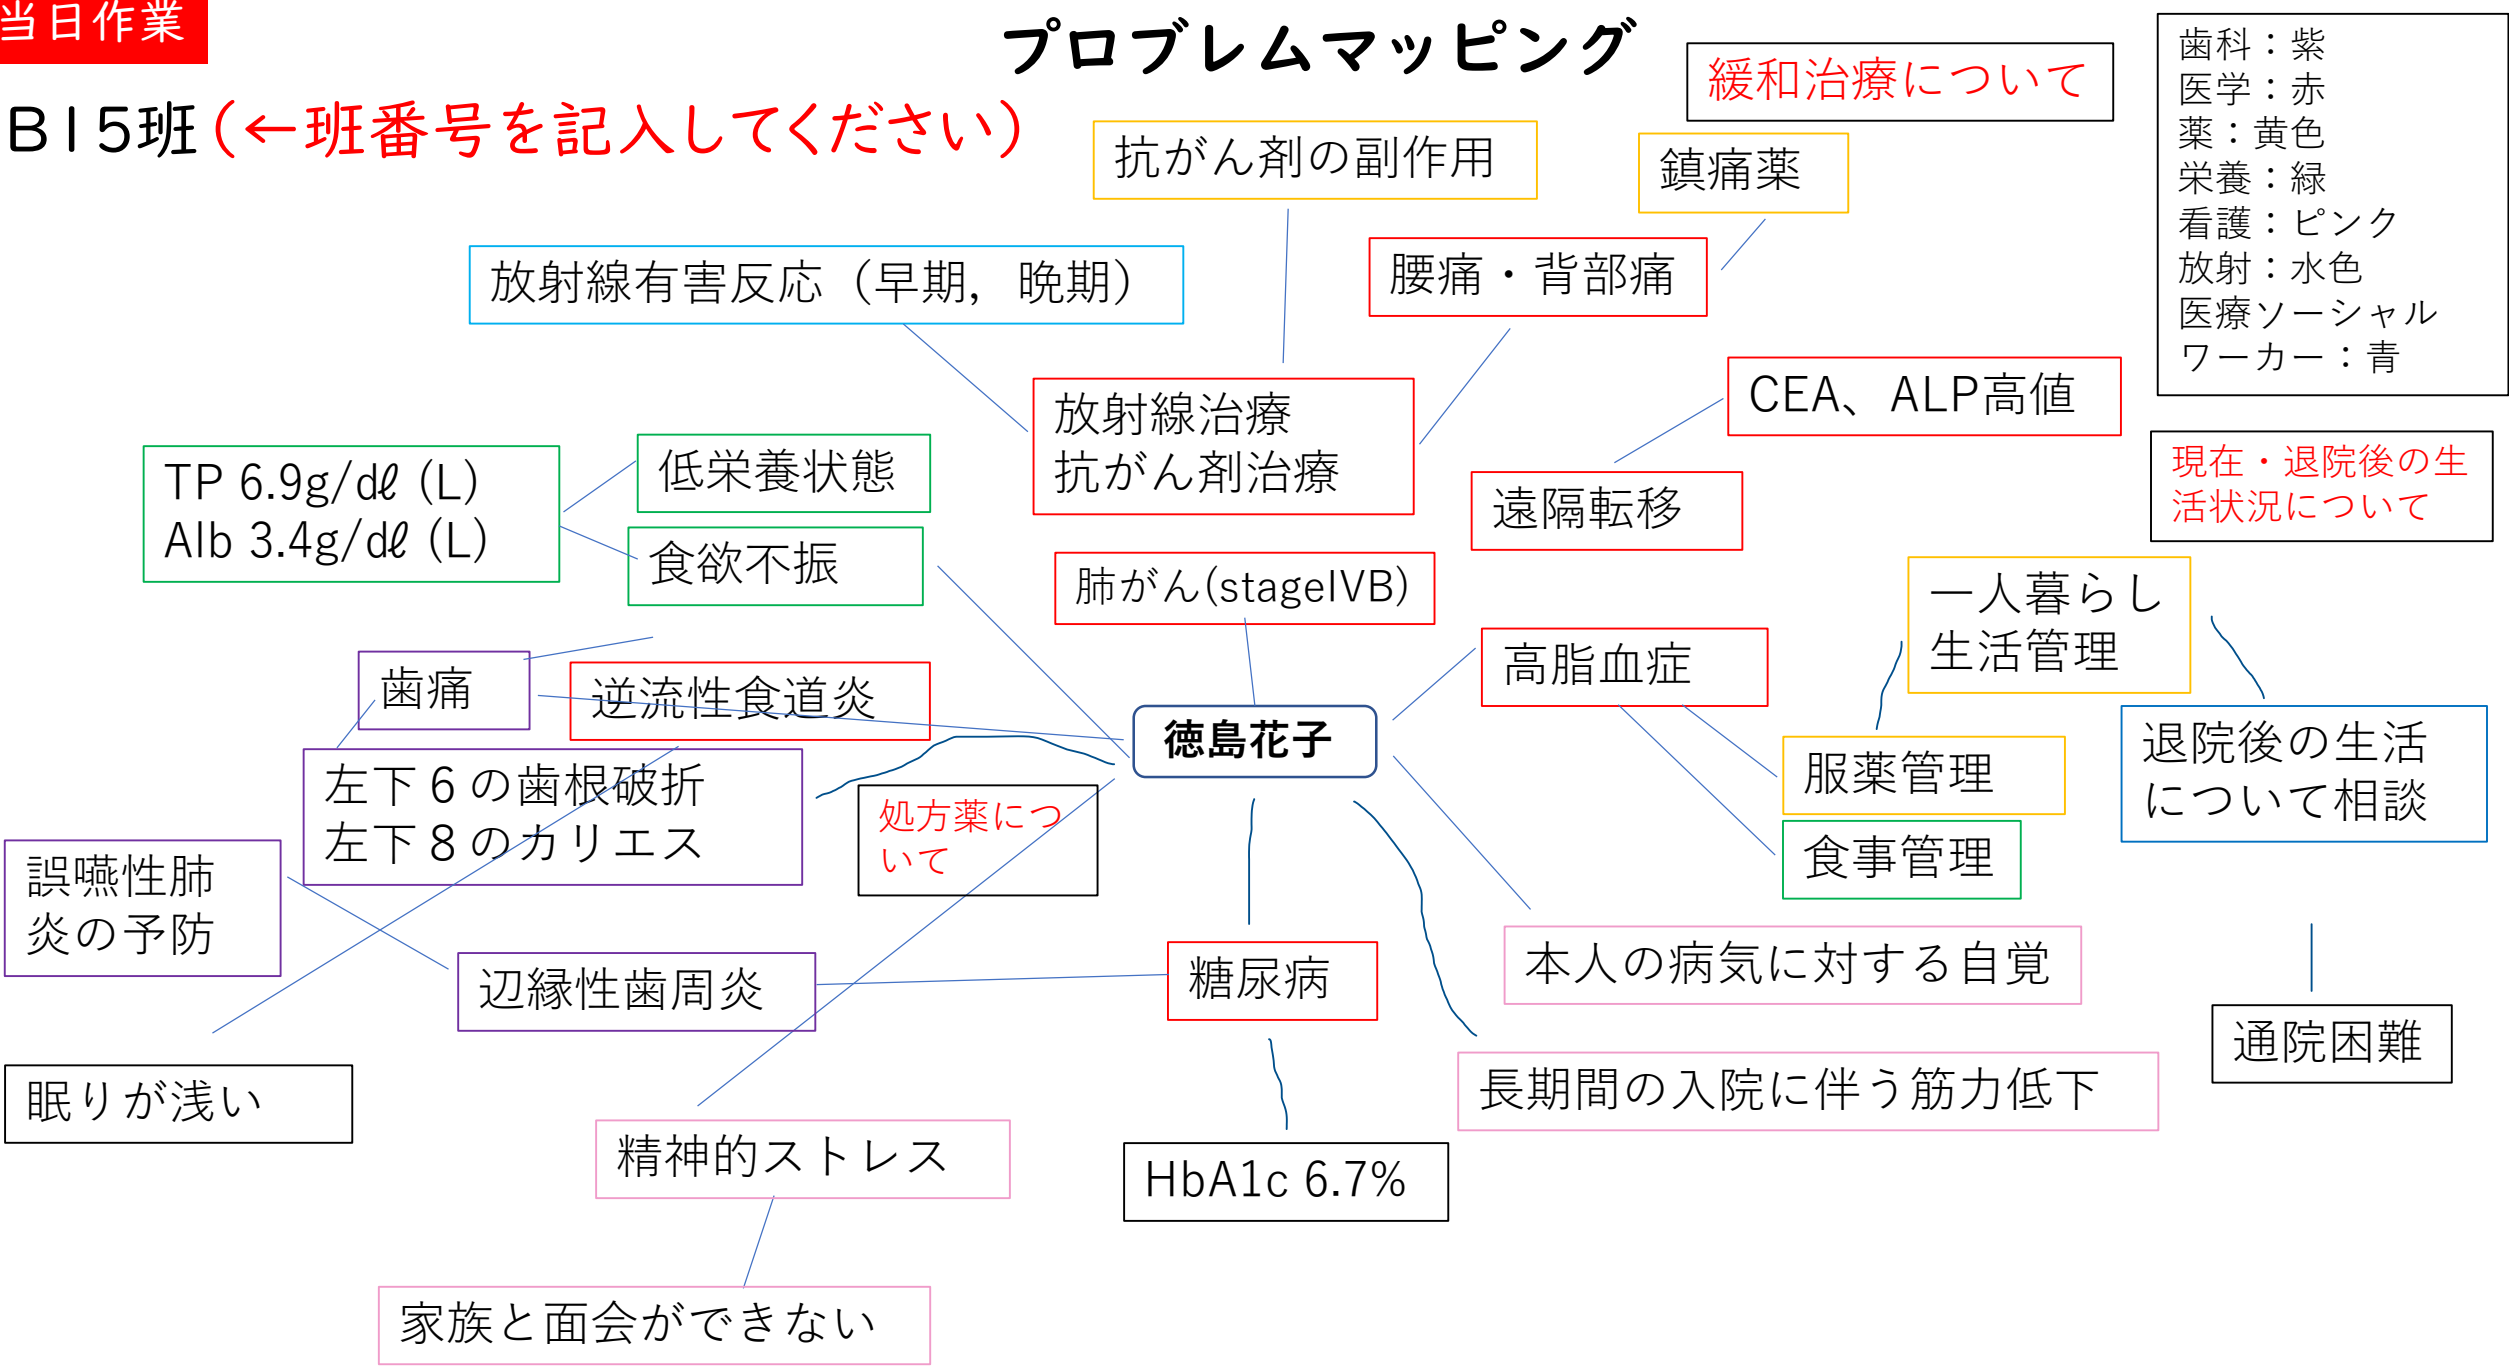 当日作業
プロブレムマッピング
B15班(←班番号を記入してください)
緩和治療について
歯科：紫
医学：赤
薬：黄色
栄養：緑
看護：ピンク
放射：水色
医療ソーシャル
ワーカー：青
抗がん剤の副作用
鎮痛薬
放射線有害反応（早期，晩期）
腰痛・背部痛
放射線治療
抗がん剤治療
CEA、ALP高値
TP 6.9g/dℓ (L)
Alb 3.4g/dℓ (L)
低栄養状態
食欲不振
遠隔転移
現在・退院後の生
活状況について
肺がん(stageIVB)
一人暮らし
生活管理
歯痛
逆流性食道炎
高脂血症
徳島花子
退院後の生活
について相談
服薬管理
食事管理
左下６の歯根破折
左下８のカリエス
処方薬につ
いて
誤嚥性肺
炎の予防
辺縁性歯周炎
糖尿病
本人の病気に対する自覚
通院困難
眠りが浅い
長期間の入院に伴う筋力低下
精神的ストレス
HbA1c 6.7%
家族と面会ができない